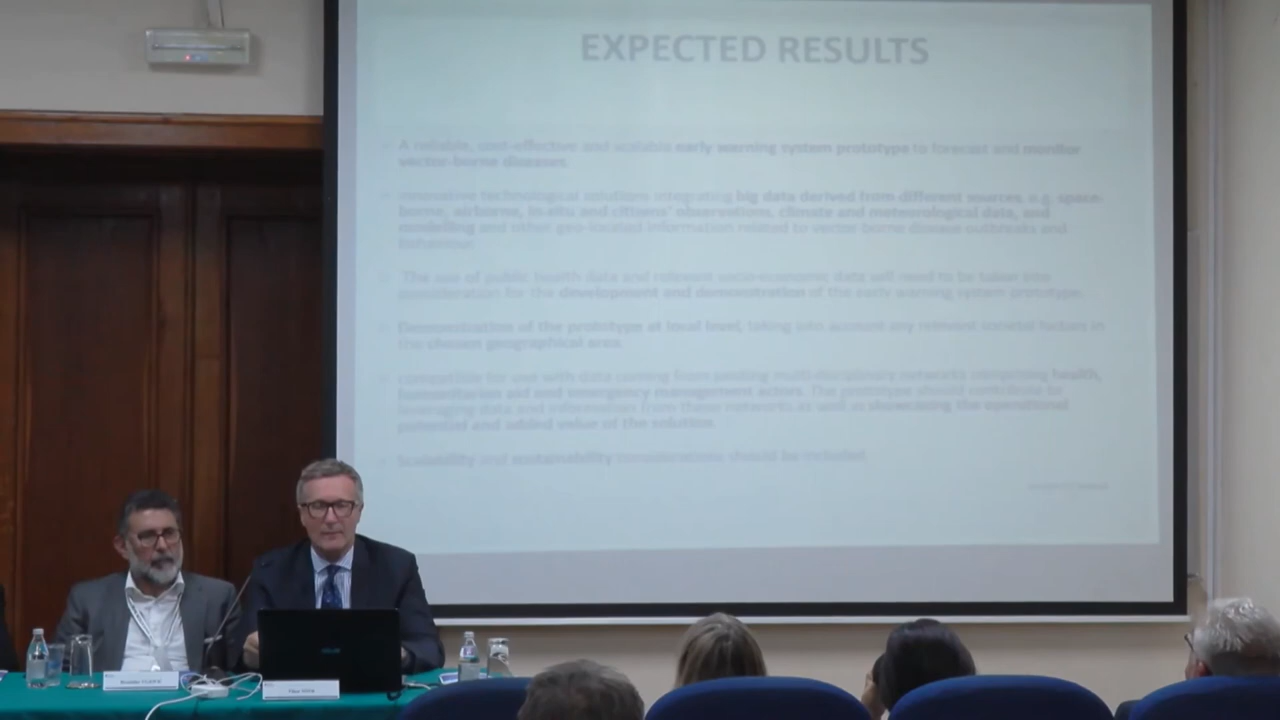 EXPECTED RESULTS
A reliable, cost-effective and scalable early warning system prototype to forecast and monitor
vector-borne diseases.
Innovative technological solutions integrating big data derived from different sources, e.g. space-
borne, airborne, in-situ and citizens' observations, climate and meteorological data, and
modelling and other geo-located information related to vector borne disease outbreaks and
behaviour.
The use of public health data and relevant socio-economic data will need to be taken into
consideration for the development and demonstration of the early warning system prototype.
Demonstration of the prototype at local level, taking into account any relevant societal factors in
the chosen geographical area.
compatible for use with data coming from existing multi-disciplinary networks comprising health,
humanitarian aid and emergency management actors. The prototype should contribute to
leveraging data and information from these networks as well as showcasing the operational
potential and added value of the solution.
Scalability and sustainability considerations should be included.
ASUS